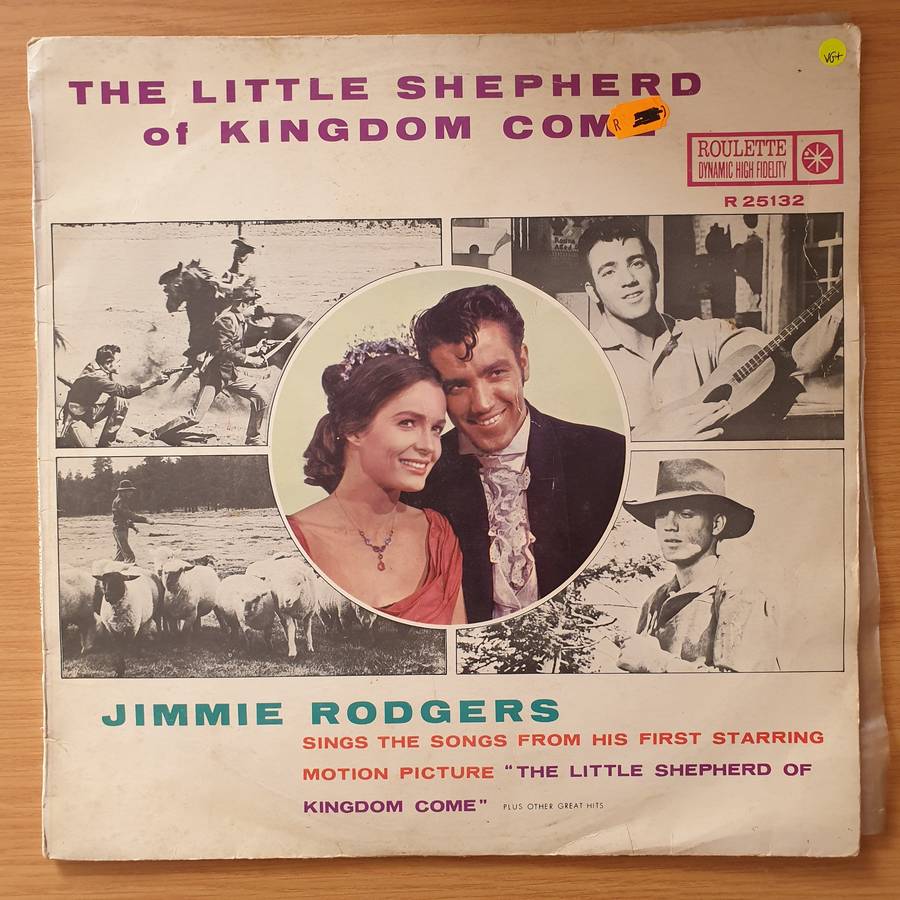 VG+
THE LITTLE SHEPHERD
of KINGDOM COM
R
ROULETTE
DYNAMIC HIGH FIDELITY
R 25132
JIMMIE RODGERS
SINGS THE SONGS FROM HIS FIRST STARRING
MOTION PICTURE "THE LITTLE SHEPHERD OF
KINGDOM COME" PLUS OTHER GREAT HITS